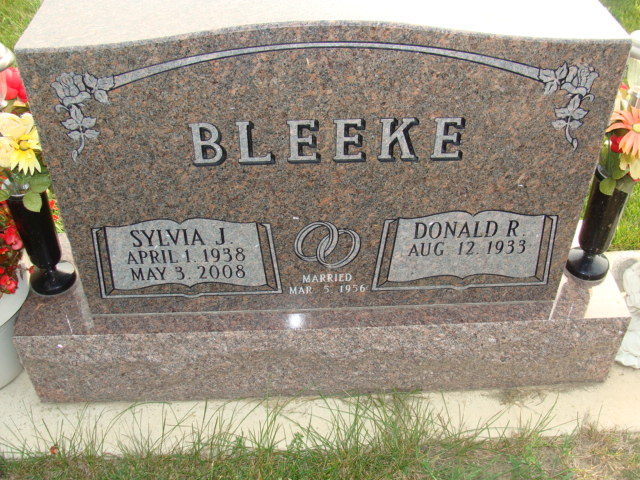 BLEEKE
SYLVIA J.
APRIL 1, 1938
MAY 3, 2008
MARRIED
MAR. 5, 1956
DONALD R.
AUG. 12, 1933